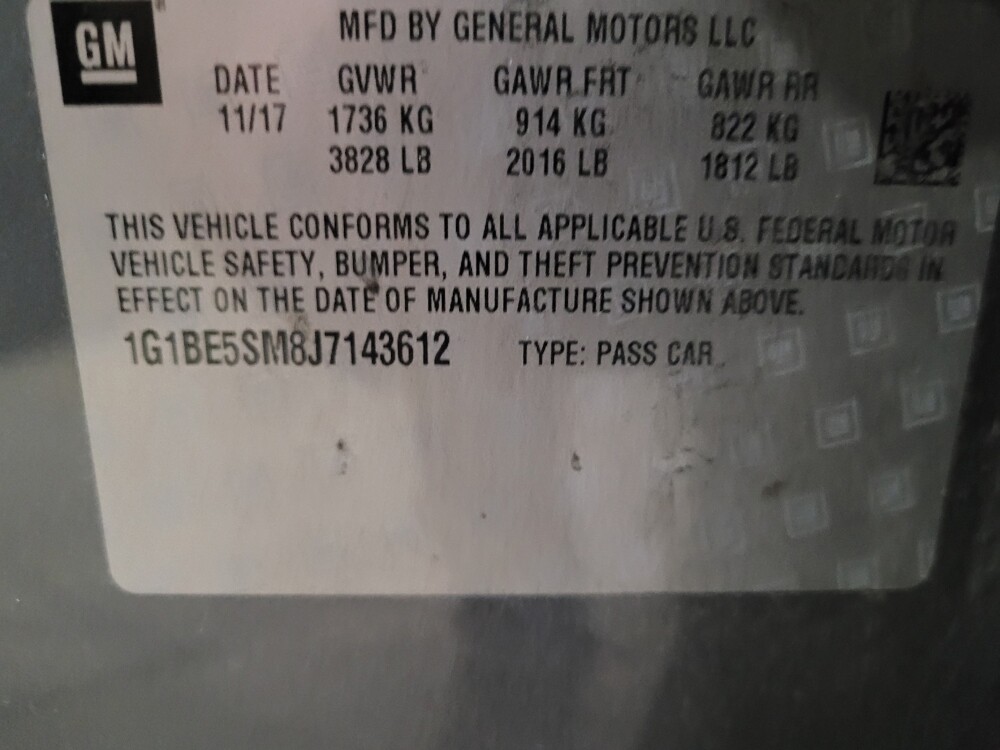 GM
MFD BY GENERAL MOTORS LLC
DATE GVWR GAWR FRT GAWR RR
11/17 1736 KG 914 KG 822 KG
3828 LB 2016 LB 1812 LB
THIS VEHICLE CONFORMS TO ALL APPLICABLE U.S. FEDERAL MOTOR
VEHICLE SAFETY, BUMPER, AND THEFT PREVENTION STANDARDS IN
EFFECT ON THE DATE OF MANUFACTURE SHOWN ABOVE.
1G1BE5SM8J7143612 TYPE: PASS CAR